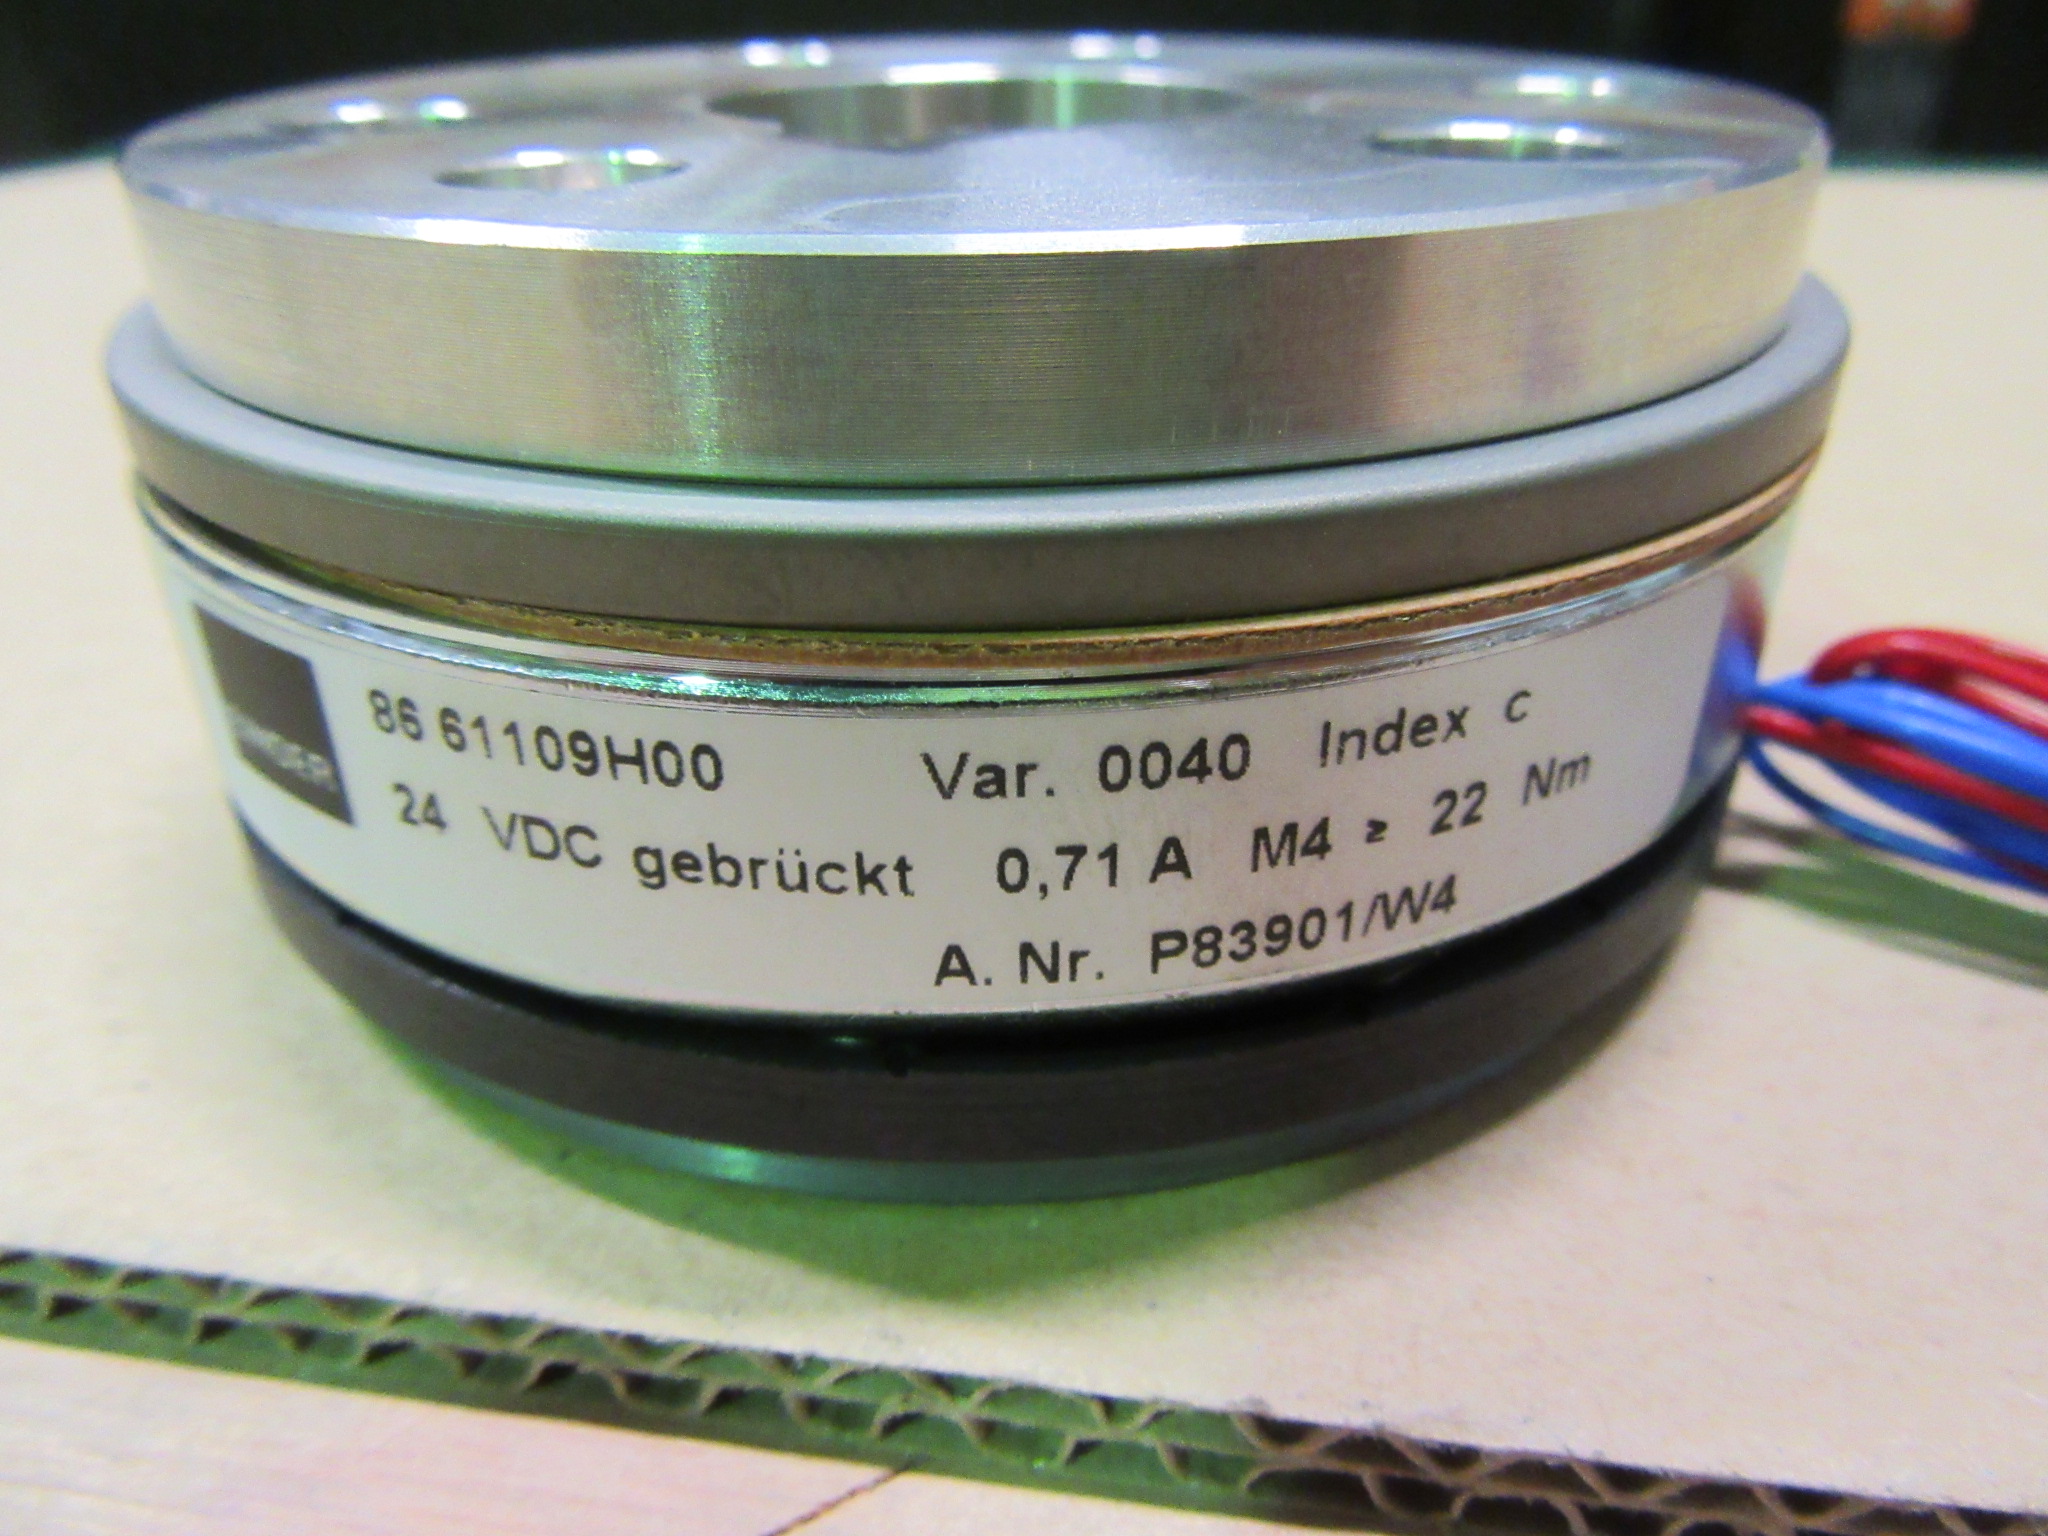 86 61109H00 Var. 0040 Index c
24 VDC gebrückt 0,71 A M4 ≥ 22 Nm
A. Nr. P83901/W4